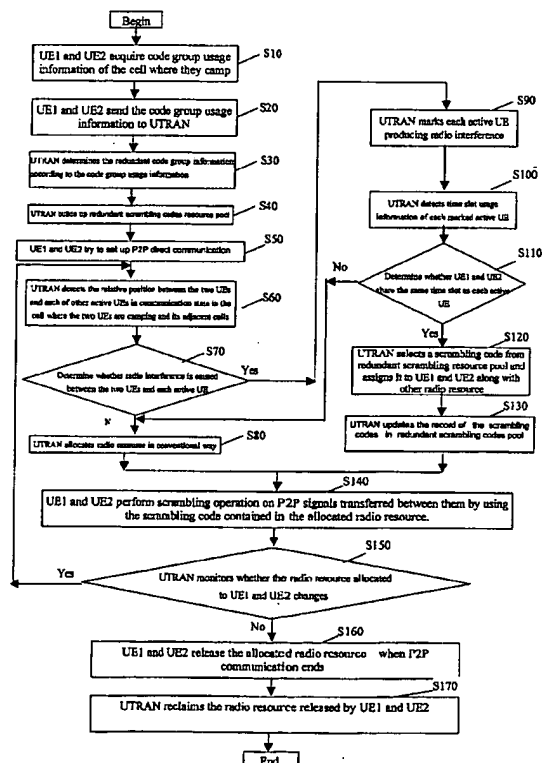 Begin
UE1 and UE2 acquire code group usage
information of the cell where they camp
S10
UE1 and UE2 send the code group usage
information to UTRAN
S20
UTRAN determines the redundant code group information
according to the code group usage information
S30
UTRAN builds up redundant scrambling codes resource pool
S40
UE1 and UE2 try to set up P2P direct communication
S50
UTRAN detects the relative position between the two UEs
and each of other active UEs in communication state in the
cell where the two UEs are camping and its adjacent cells
S60
Determine whether radio interference is caused
between the two UEs and each active UE
S70
Yes
N
UTRAN allocates radio resource in conventional way
S80
UTRAN marks each active UE
producing radio interference
S90
UTRAN detects time slot usage
information of each marked active UE
S100
Determine whether UE1 and UE2
share the same time slot as each active
UE
S110
No
Yes
UTRAN selects a scrambling code from
redundant scrambling resource pool and
assigns it to UE1 and UE2 along with
other radio resource
S120
UTRAN updates the record of the scrambling
codes in redundant scrambling codes pool
S130
S140
UE1 and UE2 perform scrambling operation on P2P signals transferred between them by using
the scrambling code contained in the allocated radio resource.
S150
UTRAN monitors whether the radio resource allocated
to UE1 and UE2 changes
Yes
No
S160
UE1 and UE2 release the allocated radio resource when P2P
communication ends
S170
UTRAN reclaims the radio resource released by UE1 and UE2
End